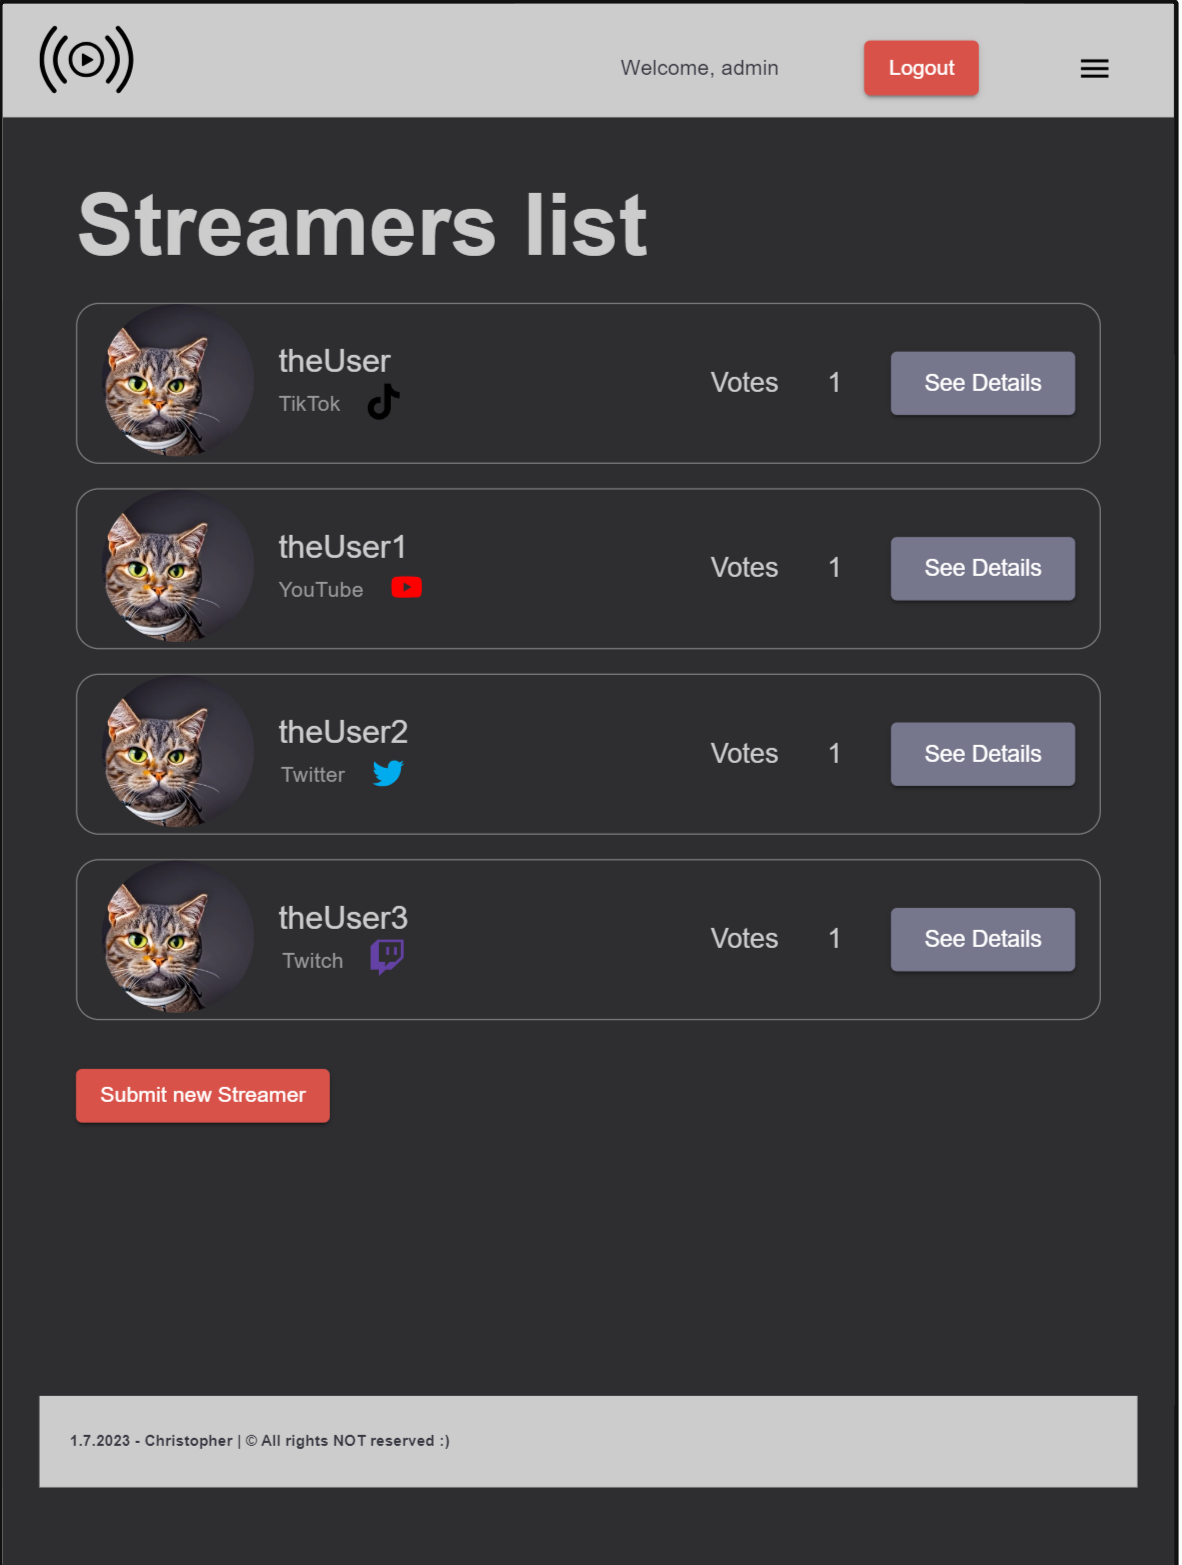 Welcome, admin Logout
Streamers list
theUser
TikTok
Votes 1 See Details
theUser1
YouTube
Votes 1 See Details
theUser2
Twitter
Votes 1 See Details
theUser3
Twitch
Votes 1 See Details
Submit new Streamer
1.7.2023 - Christopher | © All rights NOT reserved :)